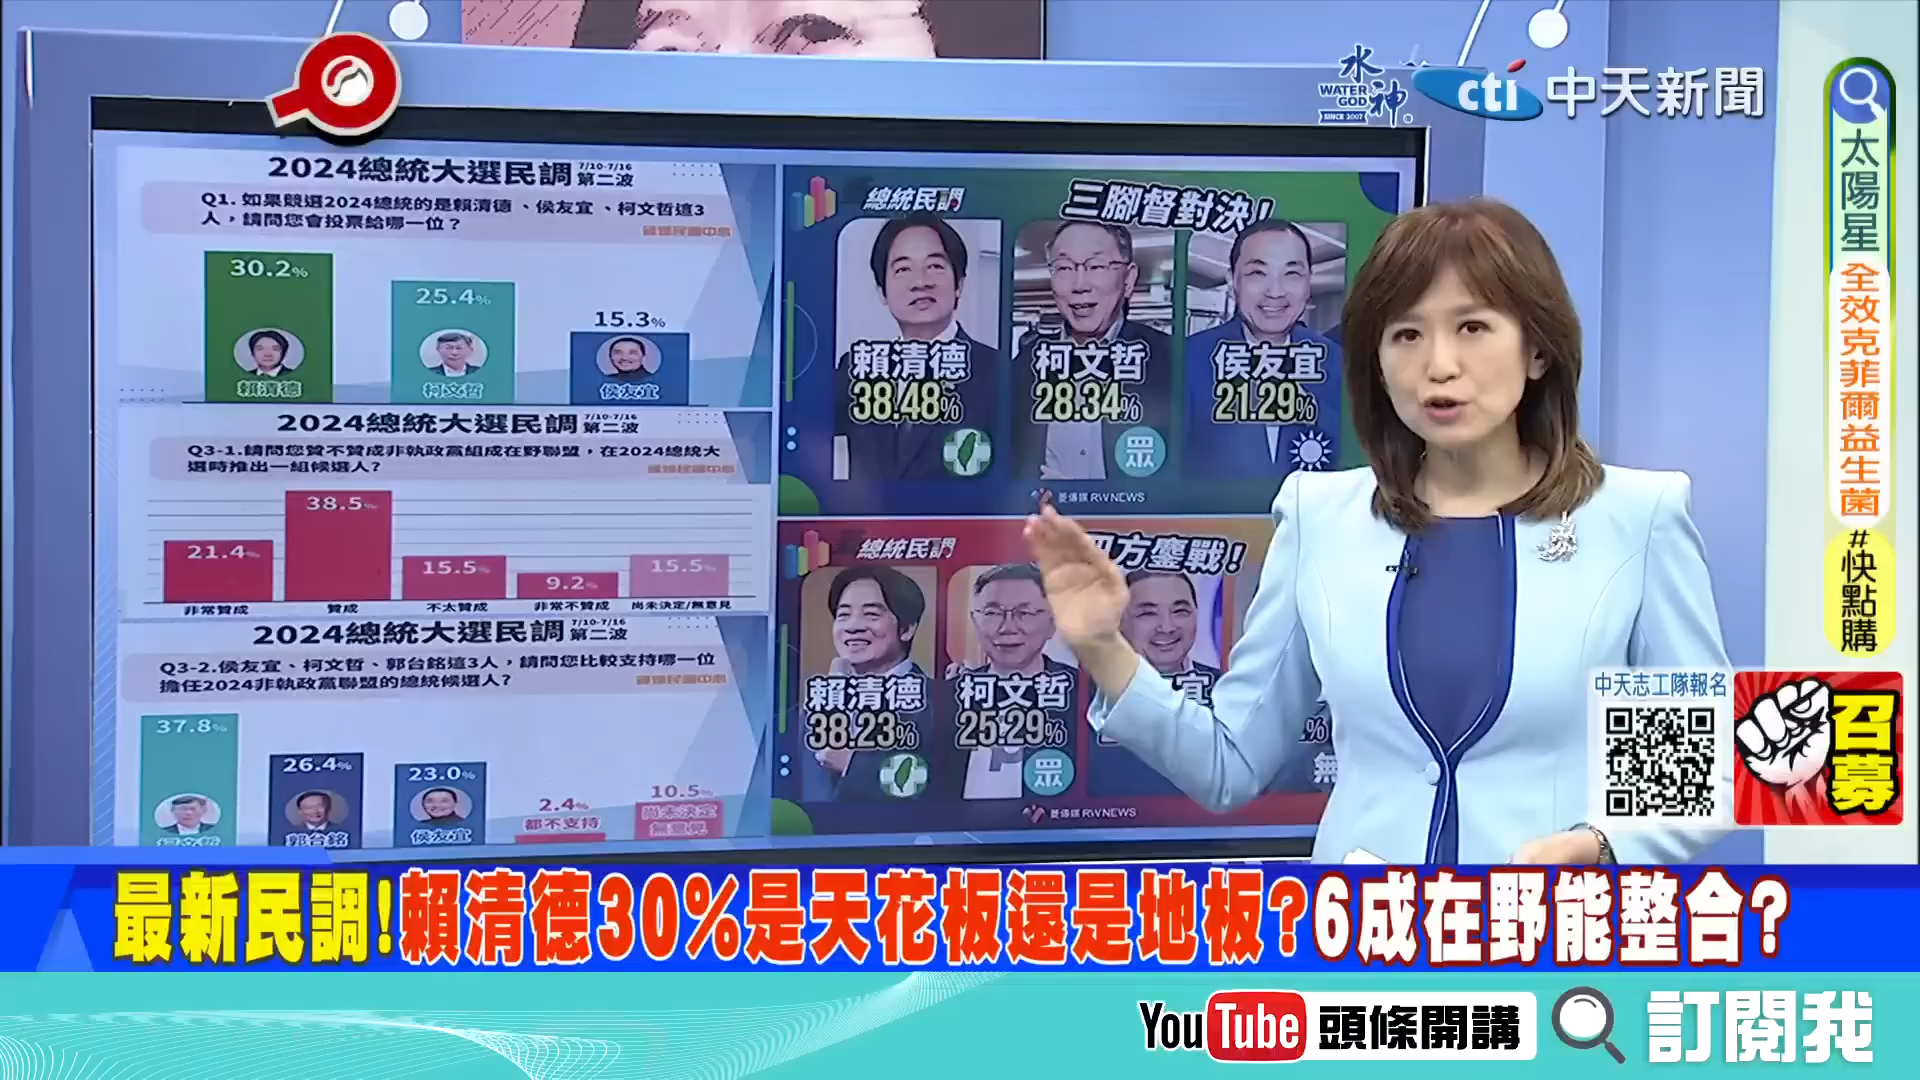 水神
WATER GOD
SINCE 2007
cti 中天新聞
2024總統大選民調 7/10-7/16 第二波
Q1. 如果競選2024總統的是賴清德、侯友宜、柯文哲這3
人，請問您會投票給哪一位？
30.2%
25.4%
15.3%
賴清德
柯文哲
侯友宜
2024總統大選民調 7/10-7/16 第二波
Q3-1.請問您贊不贊成非執政黨組成在野聯盟，在2024總統大
選時推出一組候選人?
21.4%
38.5%
15.5%
9.2%
15.5%
非常贊成
贊成
不太贊成
非常不贊成
尚未決定/無意見
2024總統大選民調 7/10-7/16 第二波
Q3-2.侯友宜、柯文哲、郭台銘這3人，請問您比較支持哪一位
擔任2024非執政黨聯盟的總統候選人?
37.8%
26.4%
23.0%
2.4%
都不支持
10.5%
尚未決定
無意見
柯文哲
郭台銘
侯友宜
總統民調
三腳督對決!
賴清德
38.48%
柯文哲
28.34%
眾
侯友宜
21.29%
菱傳媒 RW NEWS
總統民調
四方鏖戰!
賴清德
38.23%
柯文哲
25.29%
眾
宜
%
無
菱傳媒 RW NEWS
太陽星
全效克菲爾益生菌
#快點購
中天志工隊報名
召募
最新民調!賴清德30%是天花板還是地板?6成在野能整合?
YouTube 頭條開講
訂閱我